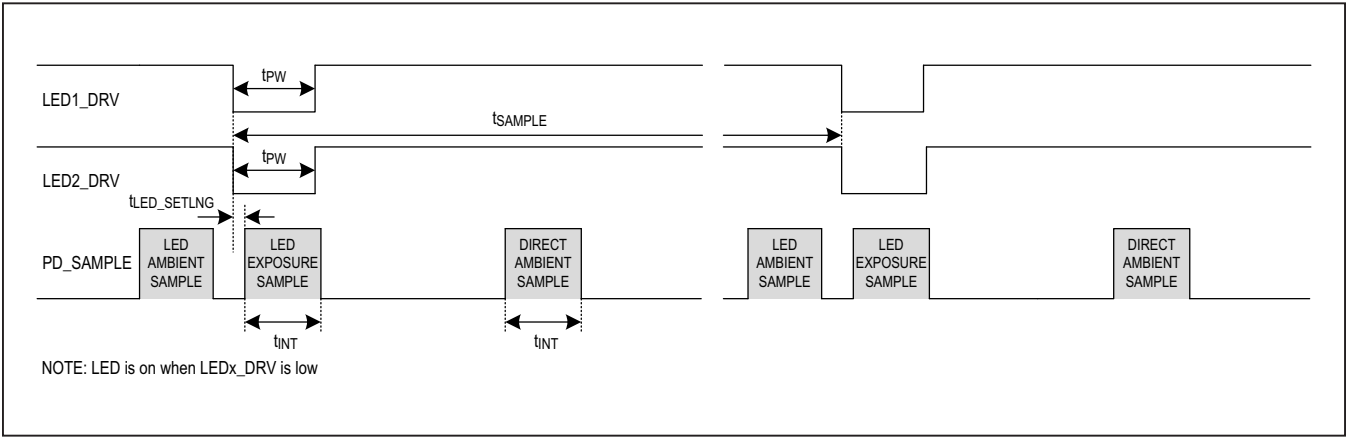 tPW
LED1_DRV
tSAMPLE
tPW
LED2_DRV
tLED_SETLNG
PD_SAMPLE
LED
AMBIENT
SAMPLE
LED
EXPOSURE
SAMPLE
DIRECT
AMBIENT
SAMPLE
LED
AMBIENT
SAMPLE
LED
EXPOSURE
SAMPLE
DIRECT
AMBIENT
SAMPLE
tINT
tINT
NOTE: LED is on when LEDx_DRV is low